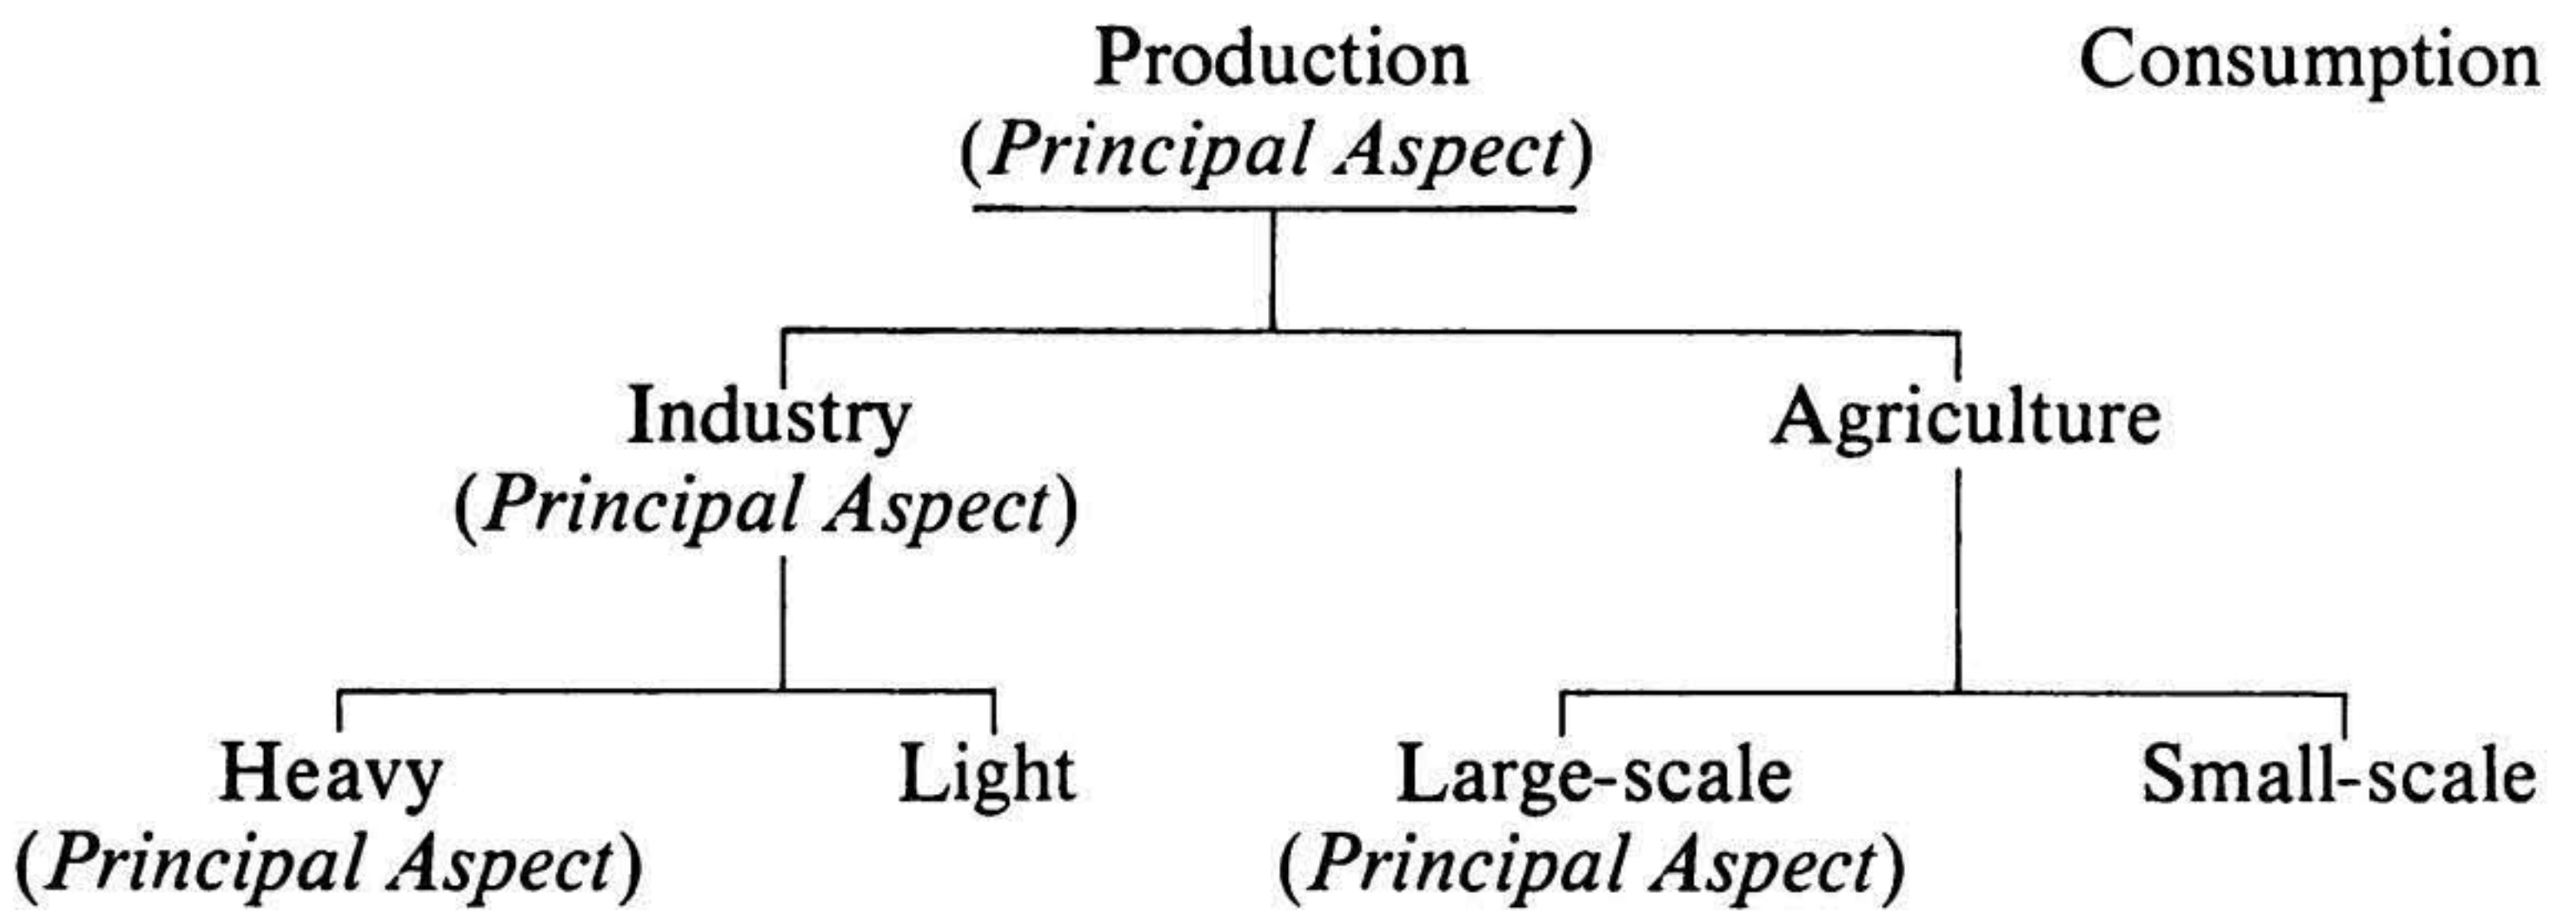 Production Consumption
(Principal Aspect)
Industry Agriculture
(Principal Aspect)
Heavy Light Large-scale Small-scale
(Principal Aspect) (Principal Aspect)